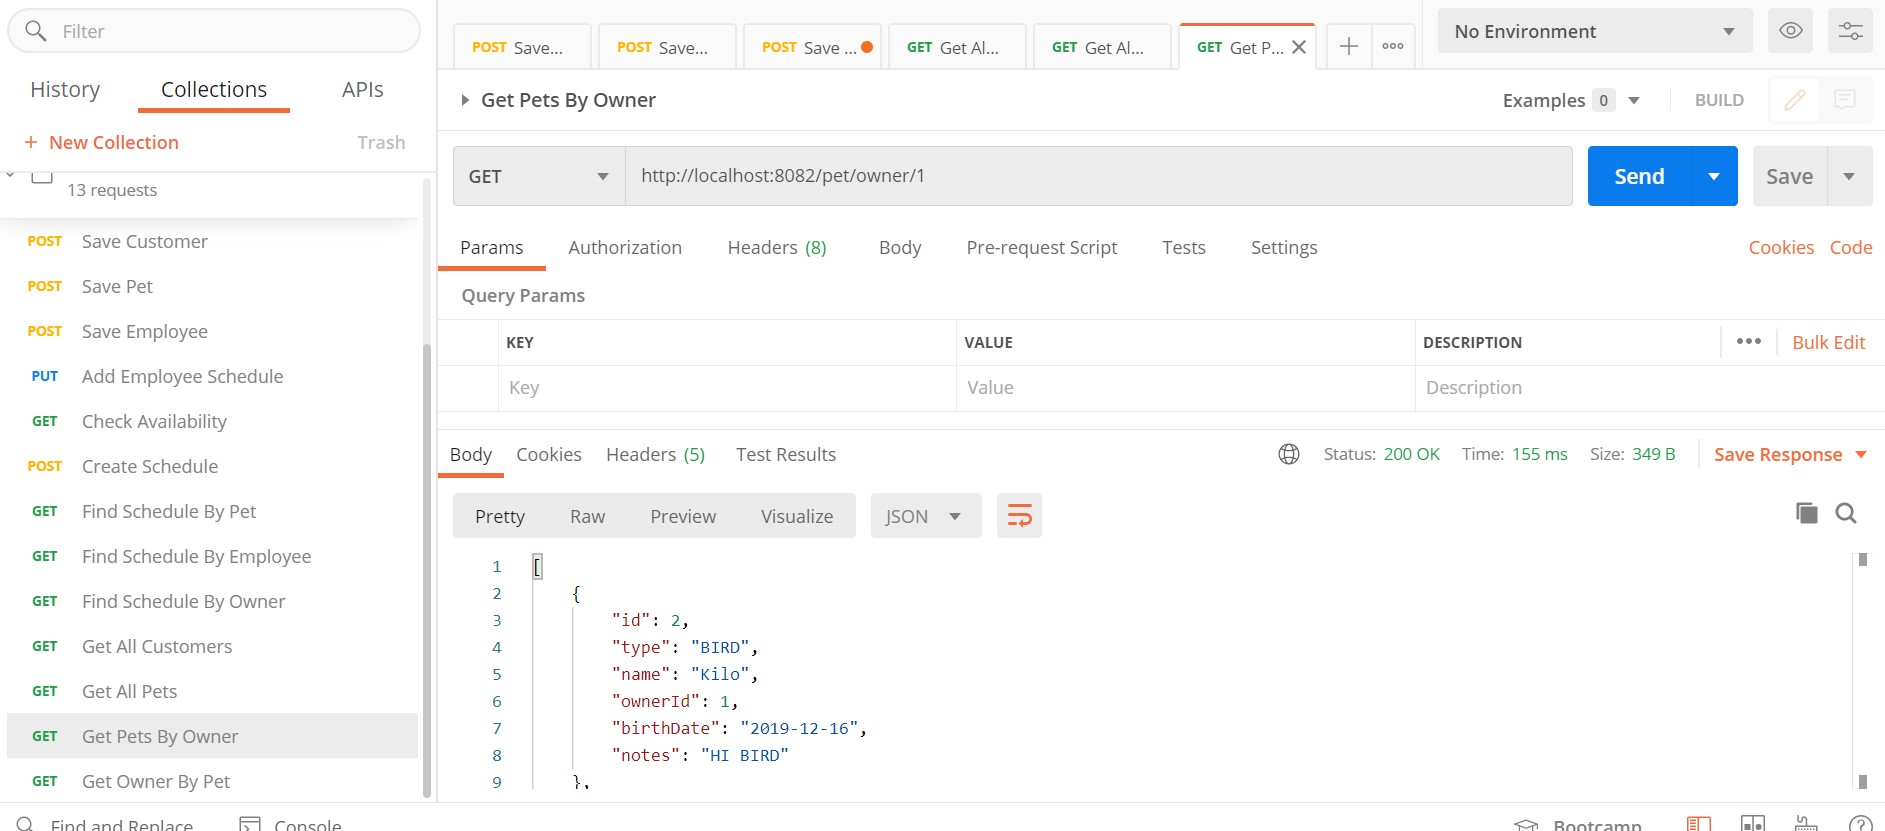 Filter
History Collections APIs
+ New Collection Trash
13 requests
POST Save Customer
POST Save Pet
POST Save Employee
PUT Add Employee Schedule
GET Check Availability
POST Create Schedule
GET Find Schedule By Pet
GET Find Schedule By Employee
GET Find Schedule By Owner
GET Get All Customers
GET Get All Pets
GET Get Pets By Owner
GET Get Owner By Pet
POST Save... POST Save... POST Save ... GET Get Al... GET Get Al... GET Get P...
No Environment
Get Pets By Owner
Examples 0 BUILD
GET http://localhost:8082/pet/owner/1 Send Save
Params Authorization Headers (8) Body Pre-request Script Tests Settings Cookies Code
Query Params
KEY VALUE DESCRIPTION Bulk Edit
Key Value Description
Body Cookies Headers (5) Test Results Status: 200 OK Time: 155 ms Size: 349 B Save Response
Pretty Raw Preview Visualize JSON
1 [
2 {
3 "id": 2,
4 "type": "BIRD",
5 "name": "Kilo",
6 "ownerId": 1,
7 "birthDate": "2019-12-16",
8 "notes": "HI BIRD"
9 },
Find and Replace Console Bootcamp